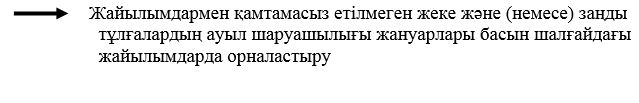 Жайылымдармен қамтамасыз етілмеген жеке және (немесе) заңды
тұлғалардың ауыл шаруашылығы жануарлары басын шалғайдағы
жайылымдарда орналастыру